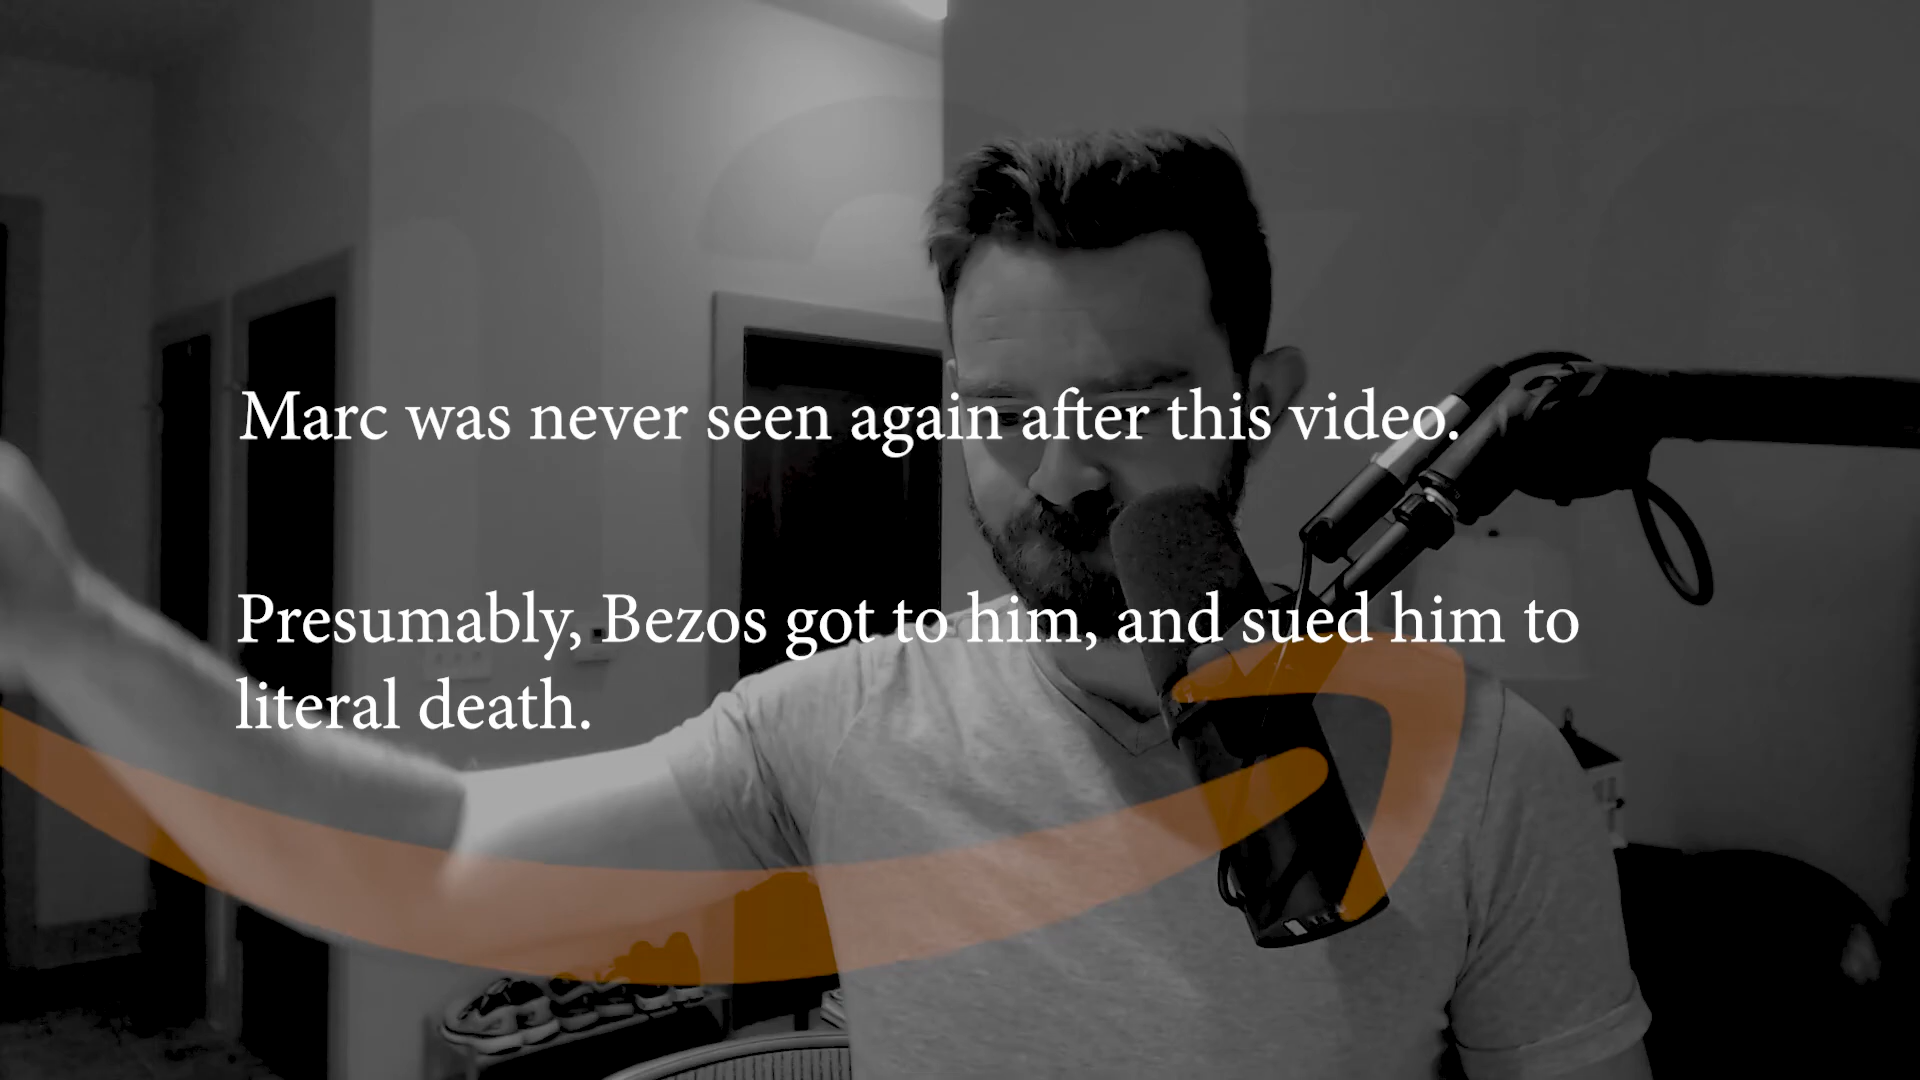 Marc was never seen again after this video.
Presumably, Bezos got to him, and sued him to
literal death.